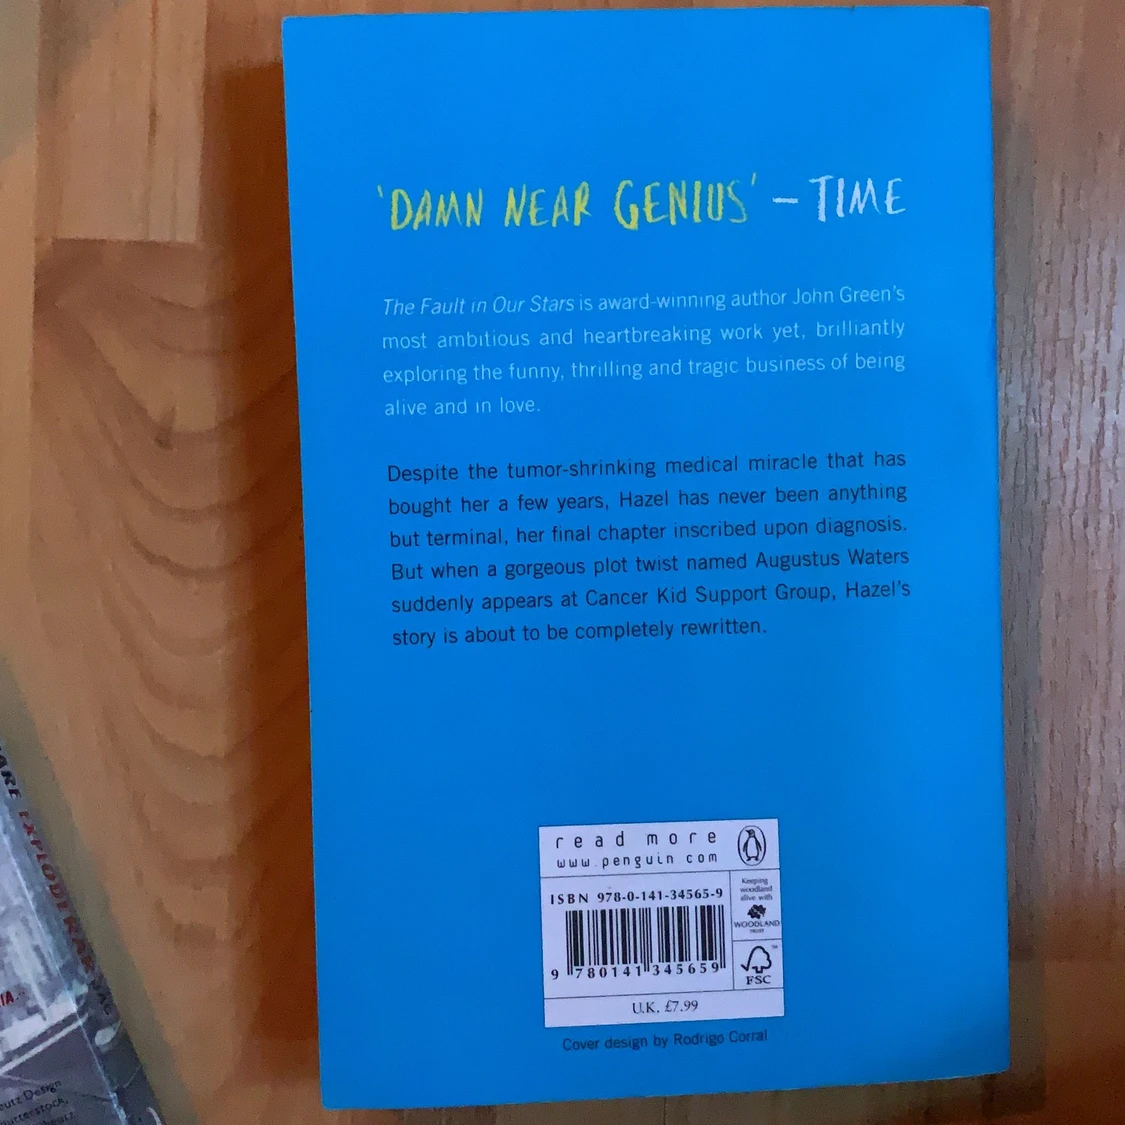 'DAMN NEAR GENIUS' – TIME
The Fault in Our Stars is award-winning author John Green's
most ambitious and heartbreaking work yet, brilliantly
exploring the funny, thrilling and tragic business of being
alive and in love.
Despite the tumor-shrinking medical miracle that has
bought her a few years, Hazel has never been anything
but terminal, her final chapter inscribed upon diagnosis.
But when a gorgeous plot twist named Augustus Waters
suddenly appears at Cancer Kid Support Group, Hazel's
story is about to be completely rewritten.
read more
www.penguin.com
ISBN 978-0-141-34565-9
9 780141 345659
Keeping
woodland
alive with
WOODLAND
TRUST
FSC
™
U.K. £7.99
Cover design by Rodrigo Corral
Design